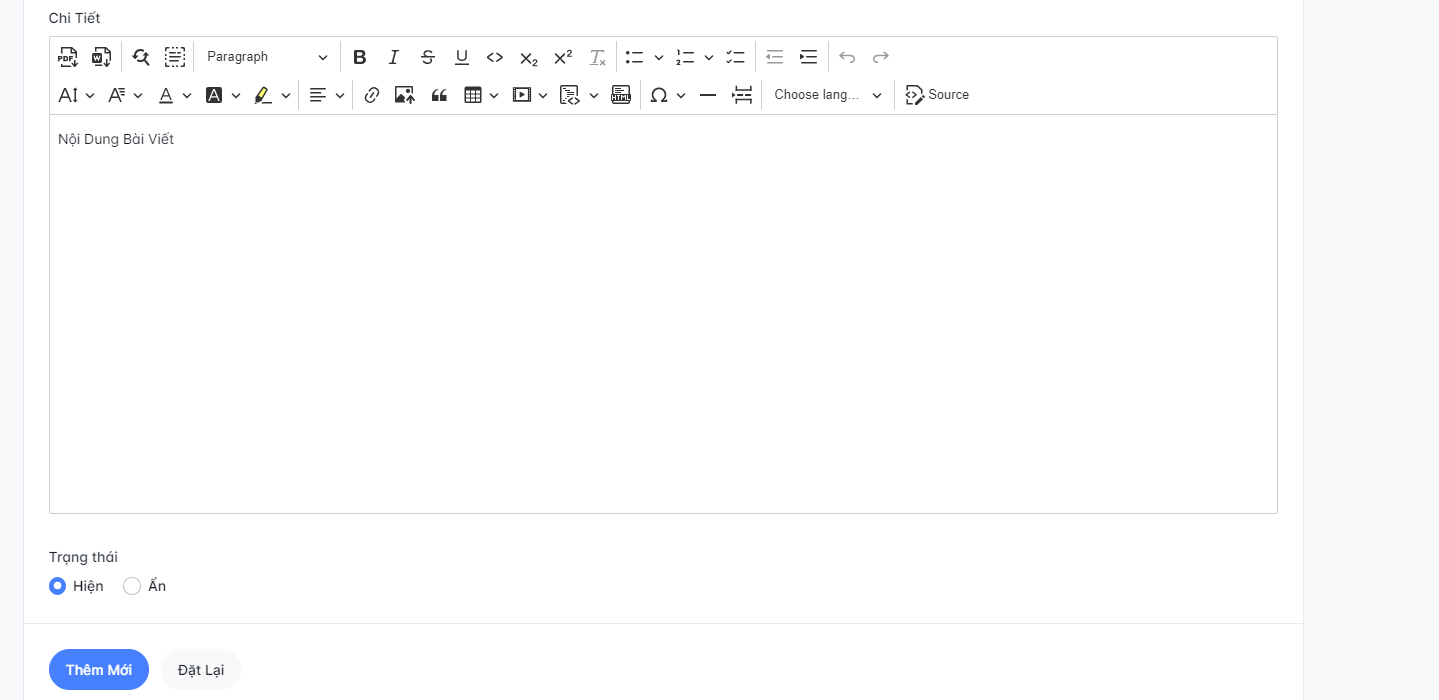 Chi Tiết
Paragraph
Choose lang...
Source
Nội Dung Bài Viết
Trạng thái
Hiện
Ẩn
Thêm Mới
Đặt Lại